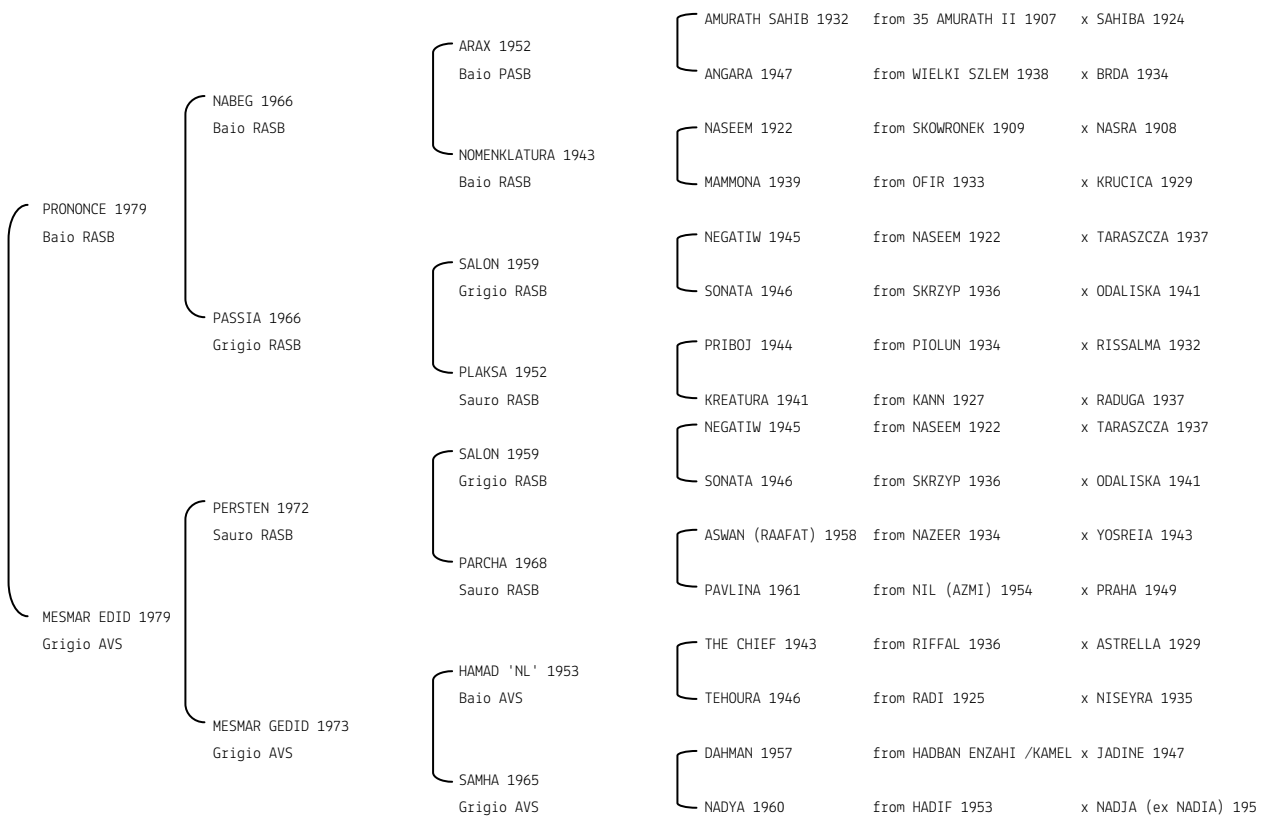 AMURATH SAHIB 1932 from 35 AMURATH II 1907 x SAHIBA 1924
ARAX 1952
Baio PASB
ANGARA 1947 from WIELKI SZLEM 1938 x BRDA 1934
NABEG 1966
Baio RASB
NASEEM 1922 from SKOWRONEK 1909 x NASRA 1908
NOMENKLATURA 1943
Baio RASB
MAMMONA 1939 from OFIR 1933 x KRUCICA 1929
PRONONCE 1979
Baio RASB
NEGATIW 1945 from NASEEM 1922 x TARASZCZA 1937
SALON 1959
Grigio RASB
SONATA 1946 from SKRZYP 1936 x ODALISKA 1941
PASSIA 1966
Grigio RASB
PRIBOJ 1944 from PIOLUN 1934 x RISSALMA 1932
PLAKSA 1952
Sauro RASB
KREATURA 1941 from KANN 1927 x RADUGA 1937
NEGATIW 1945 from NASEEM 1922 x TARASZCZA 1937
SALON 1959
Grigio RASB
SONATA 1946 from SKRZYP 1936 x ODALISKA 1941
PERSTEN 1972
Sauro RASB
ASWAN (RAAFAT) 1958 from NAZEER 1934 x YOSREIA 1943
PARCHA 1968
Sauro RASB
PAVLINA 1961 from NIL (AZMI) 1954 x PRAHA 1949
MESMAR EDID 1979
Grigio AVS
THE CHIEF 1943 from RIFFAL 1936 x ASTRELLA 1929
HAMAD 'NL' 1953
Baio AVS
TEHOURA 1946 from RADI 1925 x NISEYRA 1935
MESMAR GEDID 1973
Grigio AVS
DAHMAN 1957 from HADBAN ENZAHI /KAMEL x JADINE 1947
SAMHA 1965
Grigio AVS
NADYA 1960 from HADIF 1953 x NADJA (ex NADIA) 195